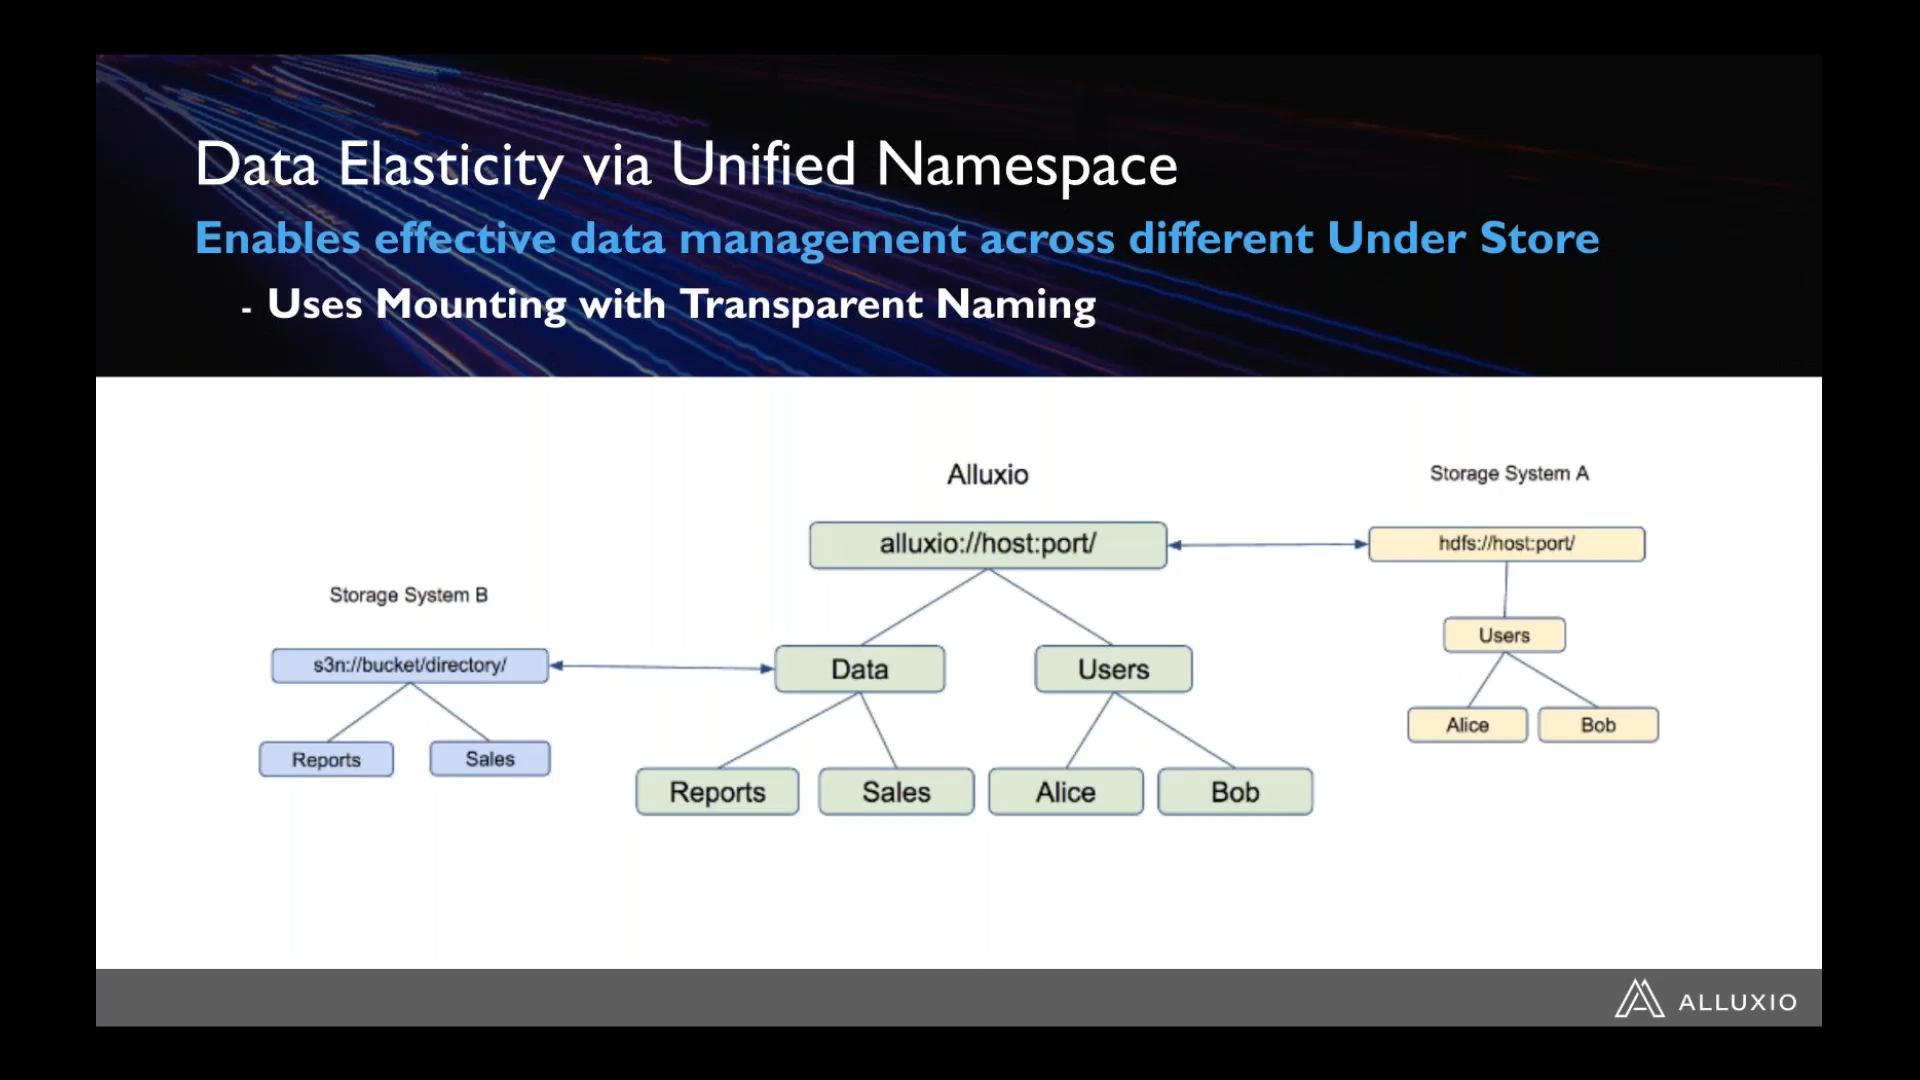 Data Elasticity via Unified Namespace
Enables effective data management across different Under Store
- Uses Mounting with Transparent Naming
Alluxio
Storage System A
alluxio://host:port/
hdfs://host:port/
Storage System B
Users
s3n://bucket/directory/
Data
Users
Alice
Bob
Reports
Sales
Reports
Sales
Alice
Bob
ALLUXIO